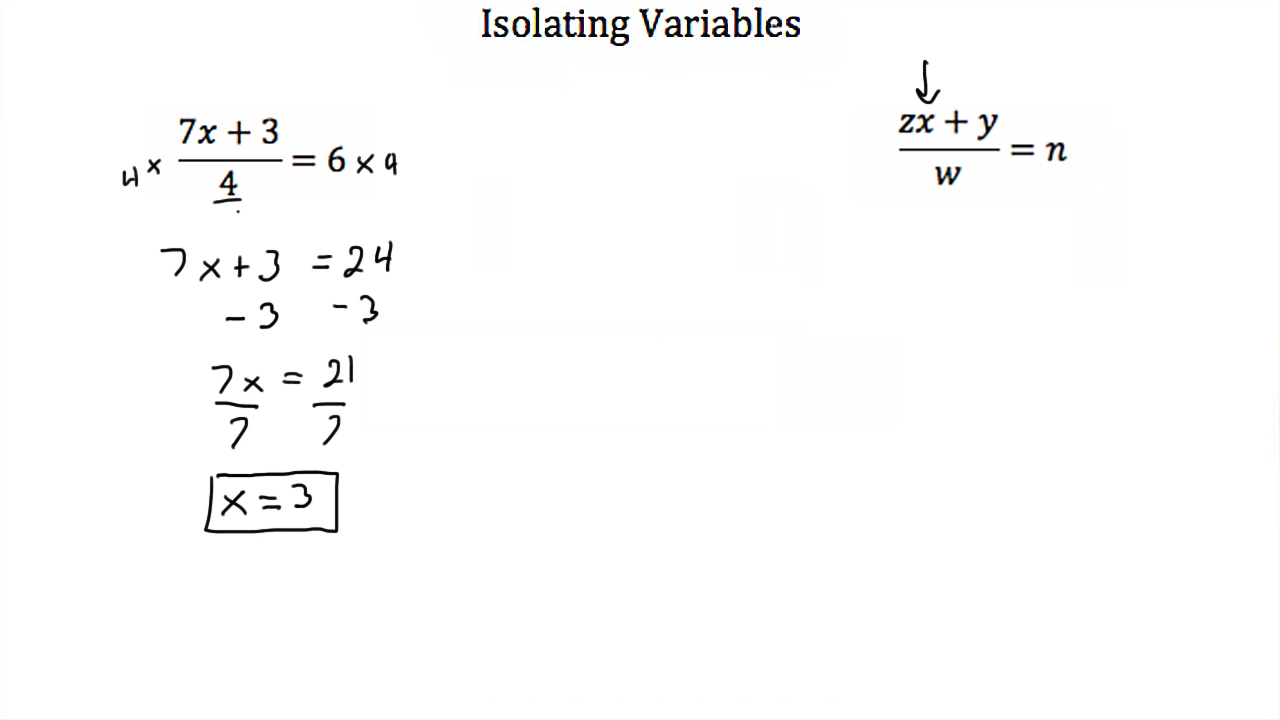 Isolating Variables
4 × (7x + 3)/4 = 6 × 4
7x + 3 = 24
- 3 - 3
7x/7 = 21/7
x = 3
↓
(zx + y)/w = n